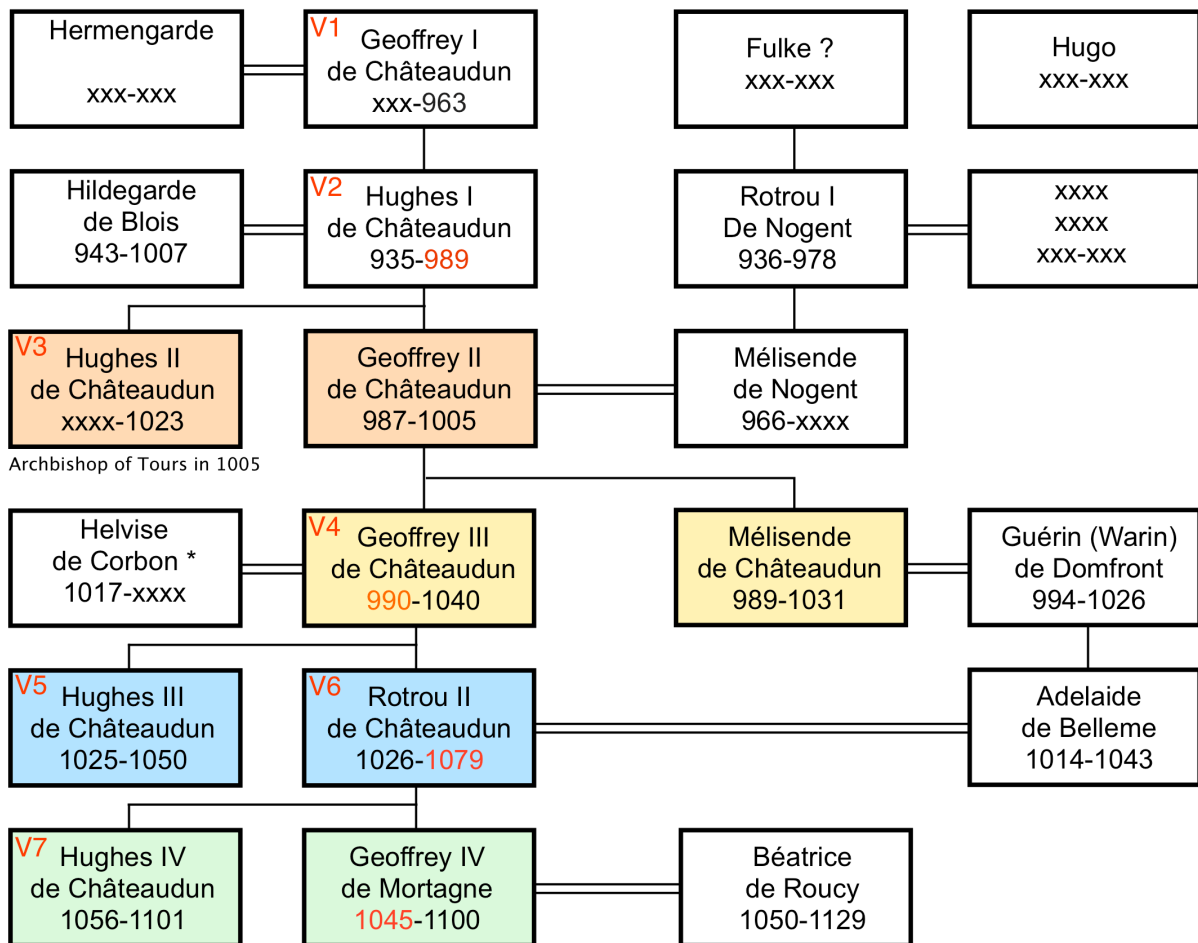 Hermengarde
xxx-xxx
V1
Geoffrey I
de Châteaudun
xxx-963
Fulke ?
xxx-xxx
Hugo
xxx-xxx
Hildegarde
de Blois
943-1007
V2
Hughes I
de Châteaudun
935-989
Rotrou I
De Nogent
936-978
xxxx
xxxx
xxx-xxx
V3
Hughes II
de Châteaudun
xxxx-1023
Archbishop of Tours in 1005
Geoffrey II
de Châteaudun
987-1005
Mélisende
de Nogent
966-xxxx
Helvise
de Corbon *
1017-xxxx
V4
Geoffrey III
de Châteaudun
990-1040
Mélisende
de Châteaudun
989-1031
Guérin (Warin)
de Domfront
994-1026
V5
Hughes III
de Châteaudun
1025-1050
V6
Rotrou II
de Châteaudun
1026-1079
Adelaide
de Belleme
1014-1043
V7
Hughes IV
de Châteaudun
1056-1101
Geoffrey IV
de Mortagne
1045-1100
Béatrice
de Roucy
1050-1129